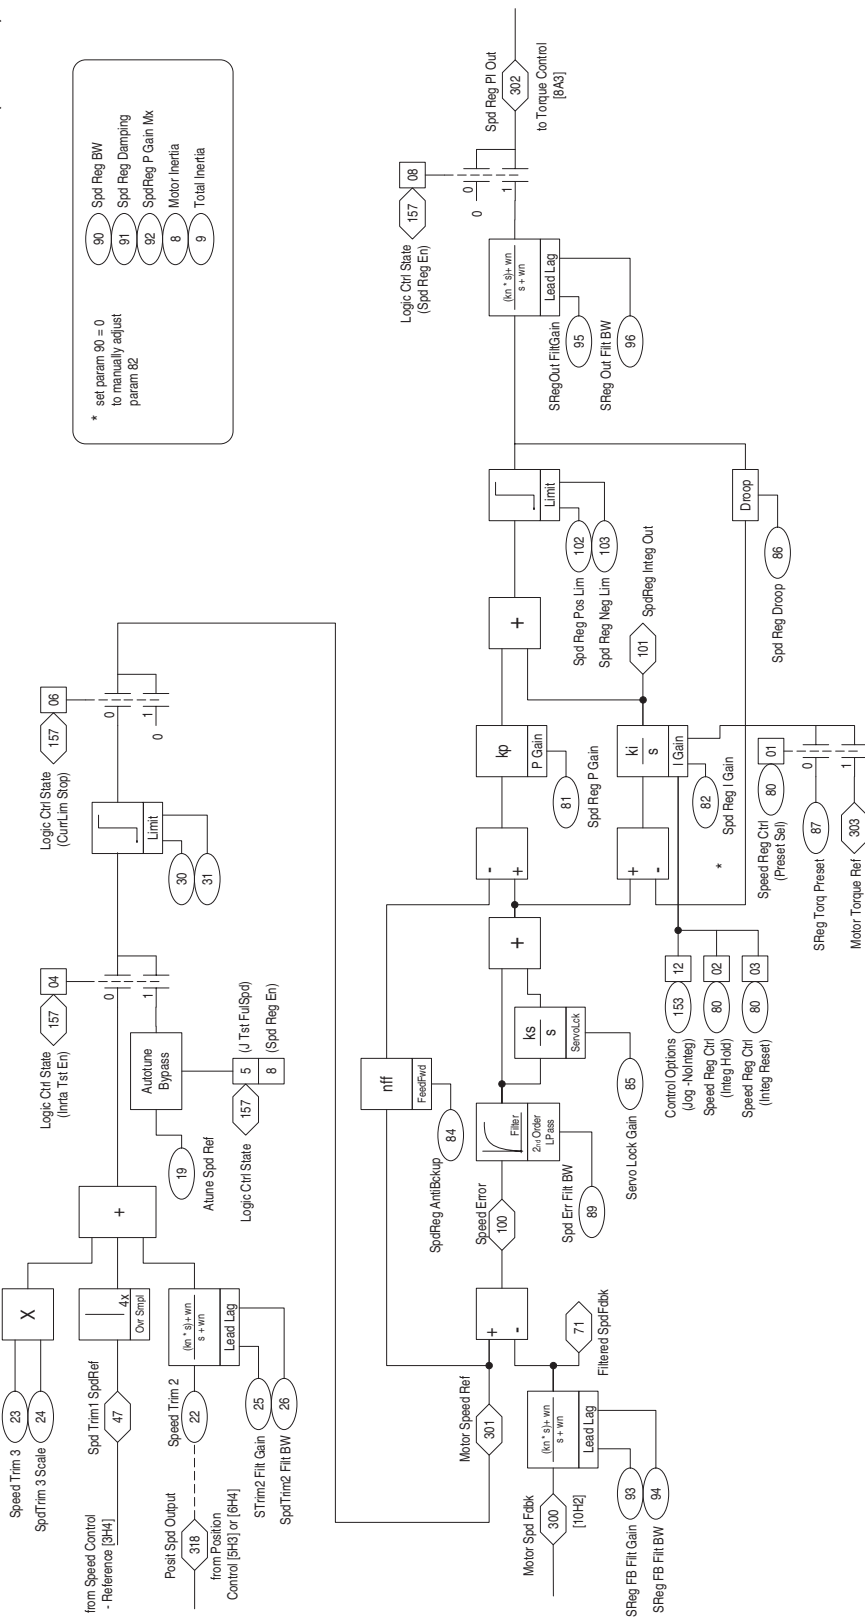 * set param 90 = 0
to manually adjust
param 82
90 Spd Reg BW
91 Spd Reg Damping
92 SpdReg P Gain Mx
8 Motor Inertia
9 Total Inertia
Speed Trim 3
23
SpdTrim 3 Scale
24
X
from Speed Control
- Reference [3H4]
Spd Trim1 SpdRef
47
4x
Ovr Smpl
Posit Spd Output
318
from Position
Control [5H3] or [6H4]
Speed Trim 2
22
(kn * s)+ wn
s + wn
Lead Lag
25
STrim2 Filt Gain
26
SpdTrim2 Filt BW
+
19
Atune Spd Ref
Autotune
Bypass
Logic Ctrl State
157
5 (J Tst FulSpd)
8 (Spd Reg En)
Logic Ctrl State
(Inrta Tst En)
157
04
0
1
Limit
30
31
Logic Ctrl State
(CurrLim Stop)
157
06
0
1
0
Motor Speed Ref
301
Motor Spd Fdbk
300
[10H2]
(kn * s)+ wn
s + wn
Lead Lag
93
SReg FB Filt Gain
94
SReg FB Filt BW
71
Filtered SpdFdbk
+
-
Speed Error
100
nff
FeedFwd
84
SpdReg AntiBckup
Filter
2nd Order
LPass
Spd Err Filt BW
89
ks
s
ServoLck
85
Servo Lock Gain
+
-
+
+
-
*
kp
P Gain
81
Spd Reg P Gain
ki
s
I Gain
82
Spd Reg I Gain
153
12
Control Options
(Jog -NoInteg)
80
02
Speed Reg Ctrl
(Integ Hold)
80
03
Speed Reg Ctrl
(Integ Reset)
Speed Reg Ctrl
(Preset Sel)
80
01
0
1
87
SReg Torq Preset
303
Motor Torque Ref
101
SpdReg Integ Out
+
Limit
102
Spd Reg Pos Lim
103
Spd Reg Neg Lim
Droop
86
Spd Reg Droop
(kn * s)+ wn
s + wn
Lead Lag
SRegOut FiltGain
95
SReg Out Filt BW
96
Logic Ctrl State
(Spd Reg En)
157
08
0
0
1
Spd Reg PI Out
302
to Torque Control
[8A3]